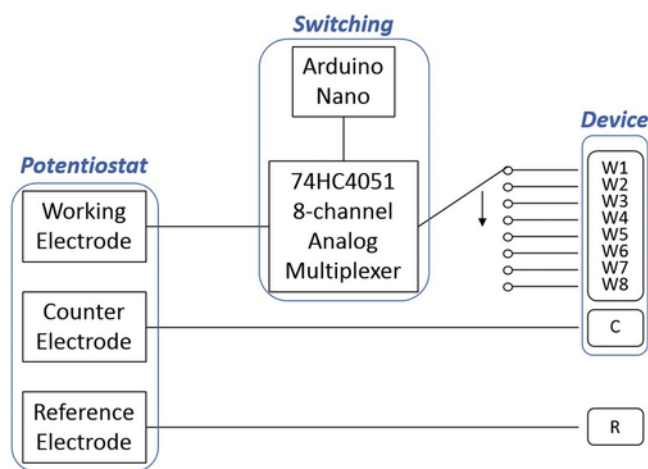 Switching
Arduino
Nano
Device
Potentiostat
74HC4051
8-channel
Analog
Multiplexer
Working
Electrode
W1
W2
W3
W4
W5
W6
W7
W8
Counter
Electrode
C
Reference
Electrode
R